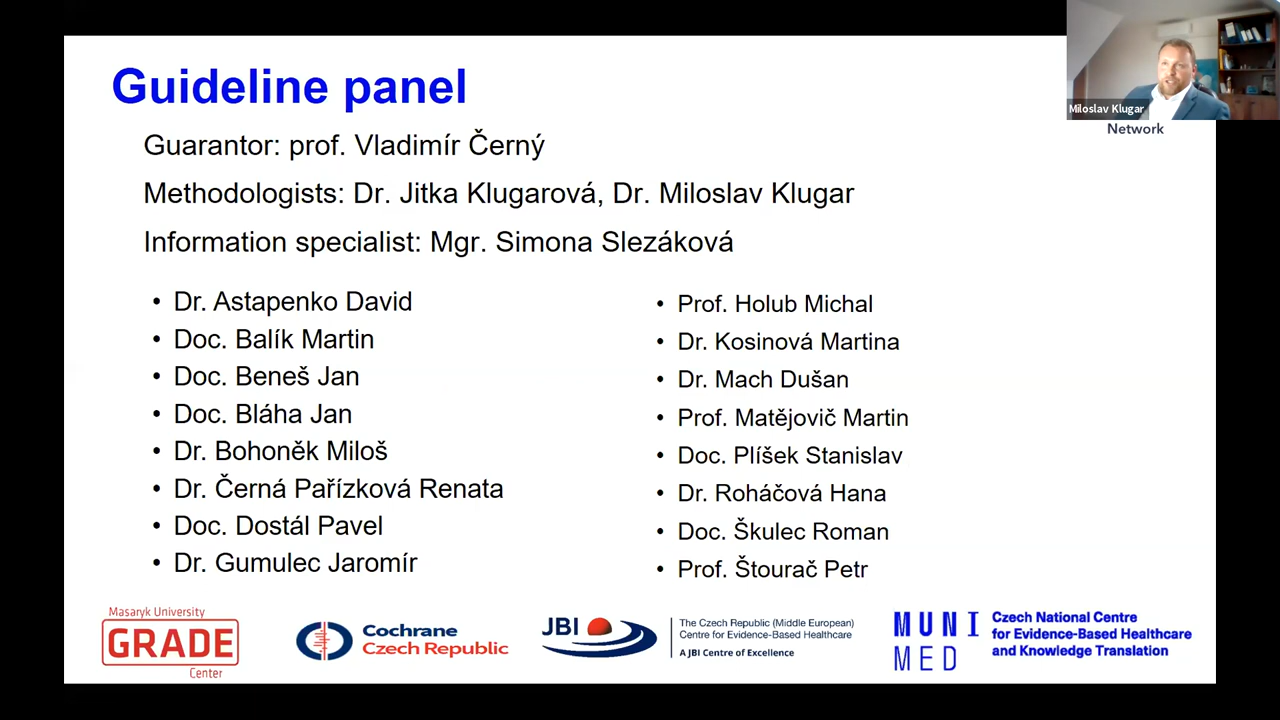 Guideline panel
Miloslav Klugar
Network
Guarantor: prof. Vladimír Černý
Methodologists: Dr. Jitka Klugarová, Dr. Miloslav Klugar
Information specialist: Mgr. Simona Slezáková
• Dr. Astapenko David
• Doc. Balík Martin
• Doc. Beneš Jan
• Doc. Bláha Jan
• Dr. Bohoněk Miloš
• Dr. Černá Pařízková Renata
• Doc. Dostál Pavel
• Dr. Gumulec Jaromír
• Prof. Holub Michal
• Dr. Kosinová Martina
• Dr. Mach Dušan
• Prof. Matějovič Martin
• Doc. Plíšek Stanislav
• Dr. Roháčová Hana
• Doc. Škulec Roman
• Prof. Štourač Petr
Masaryk University
GRADE
Center
Cochrane
Czech Republic
JBI
The Czech Republic (Middle European)
Centre for Evidence-Based Healthcare
A JBI Centre of Excellence
MUNI
MED
Czech National Centre
for Evidence-Based Healthcare
and Knowledge Translation